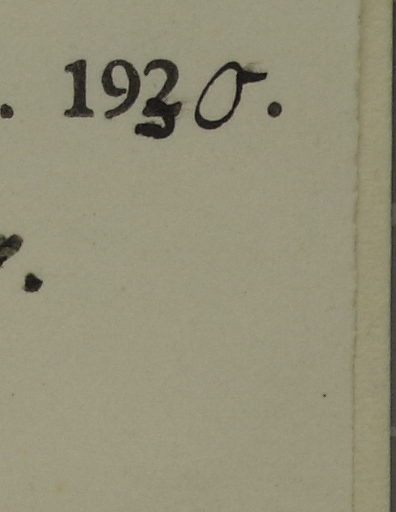 . 1930.
.